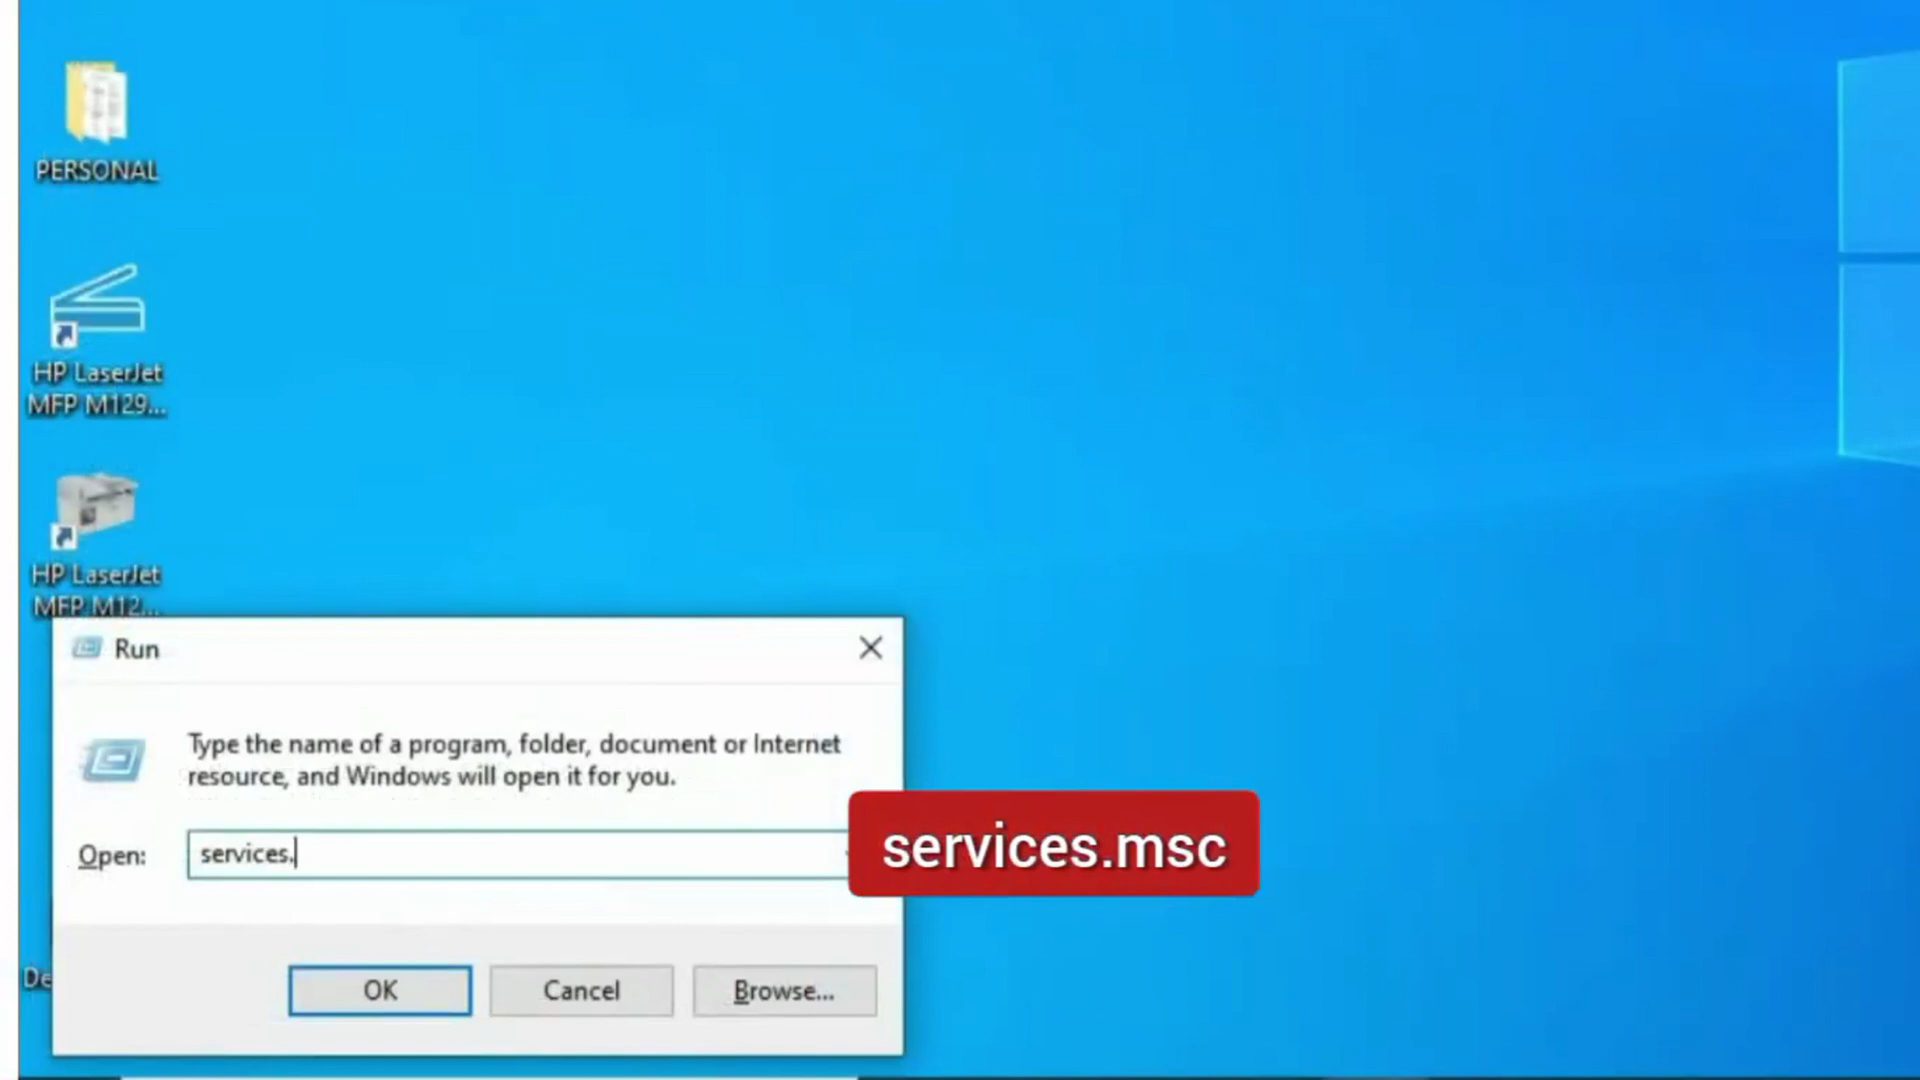 PERSONAL
HP LaserJet
MFP M129...
HP LaserJet
MFP M12...
Run
Type the name of a program, folder, document or Internet
resource, and Windows will open it for you.
Open:
services.
services.msc
De
OK
Cancel
Browse...